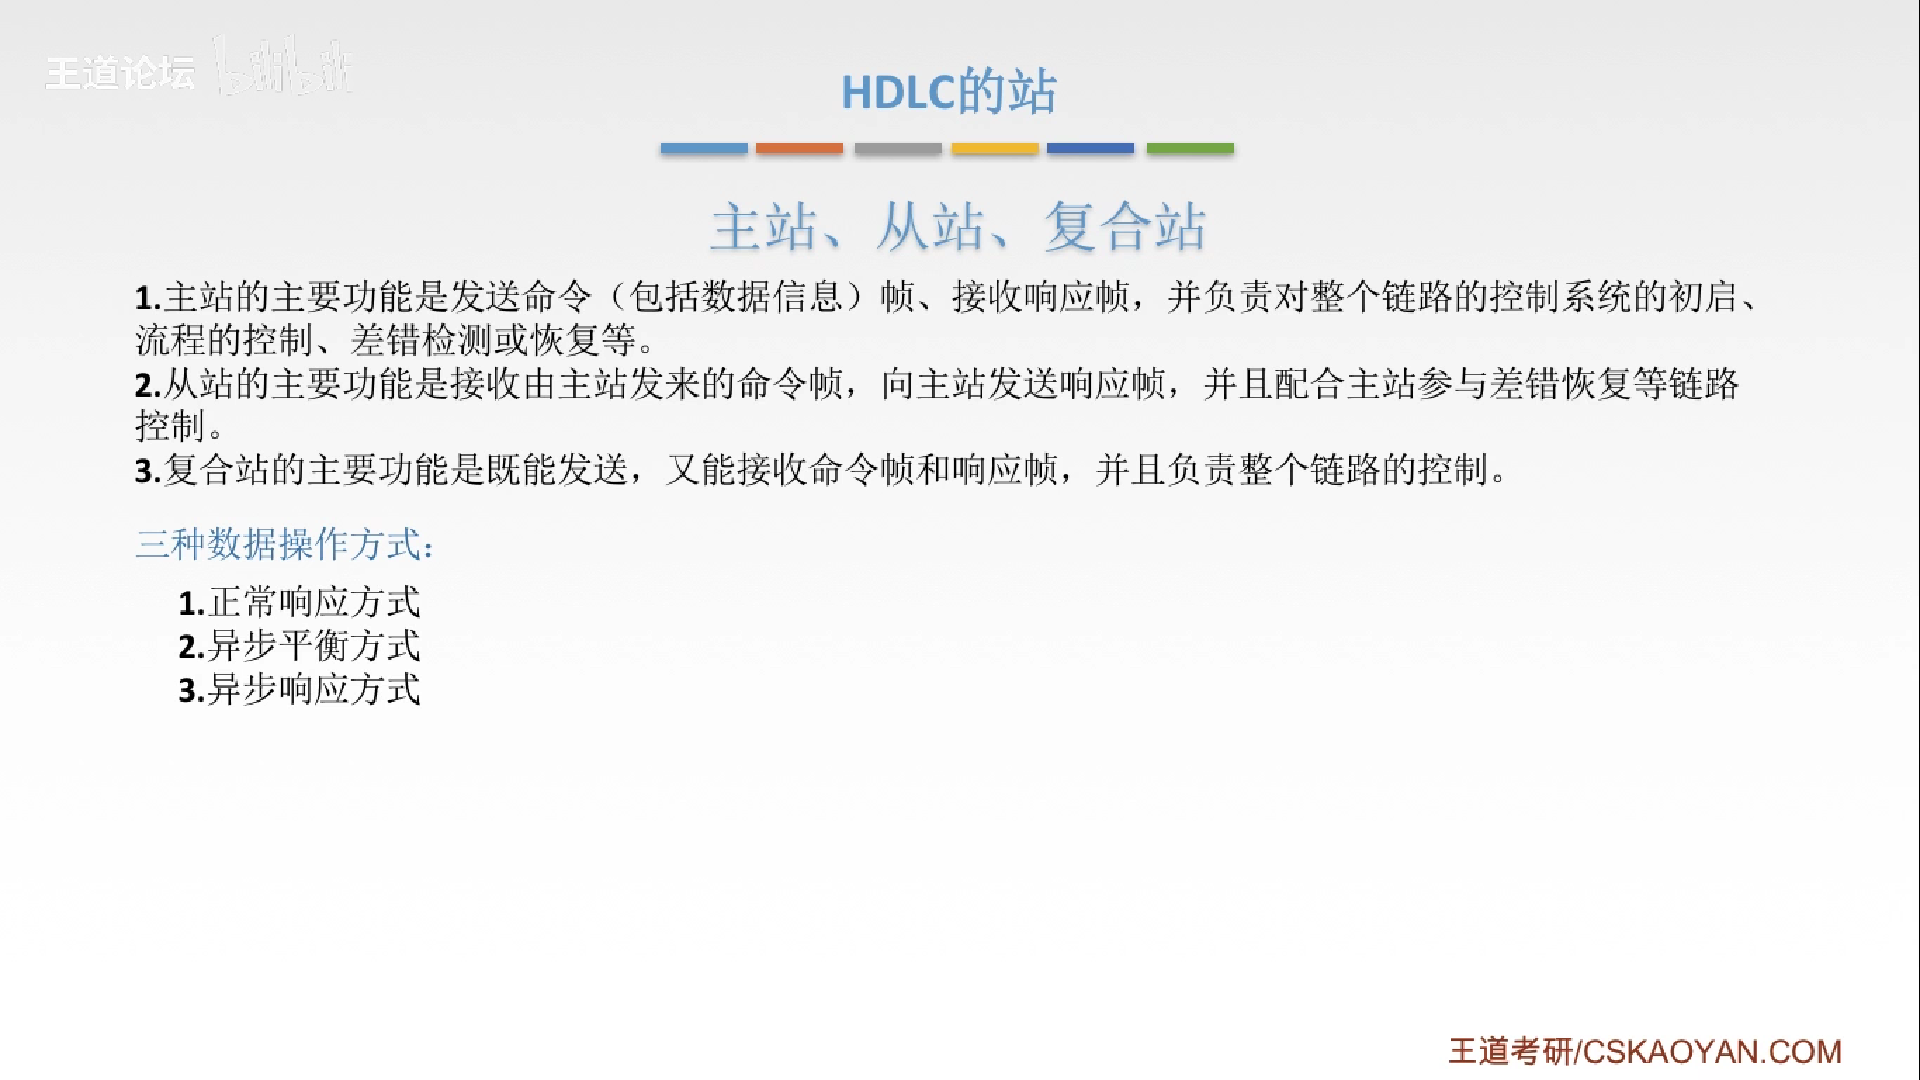 王道论坛 bilibili
HDLC的站
主站、从站、复合站
1.主站的主要功能是发送命令（包括数据信息）帧、接收响应帧，并负责对整个链路的控制系统的初启、
流程的控制、差错检测或恢复等。
2.从站的主要功能是接收由主站发来的命令帧，向主站发送响应帧，并且配合主站参与差错恢复等链路
控制。
3.复合站的主要功能是既能发送，又能接收命令帧和响应帧，并且负责整个链路的控制。
三种数据操作方式：
1.正常响应方式
2.异步平衡方式
3.异步响应方式
王道考研/CSKAOYAN.COM